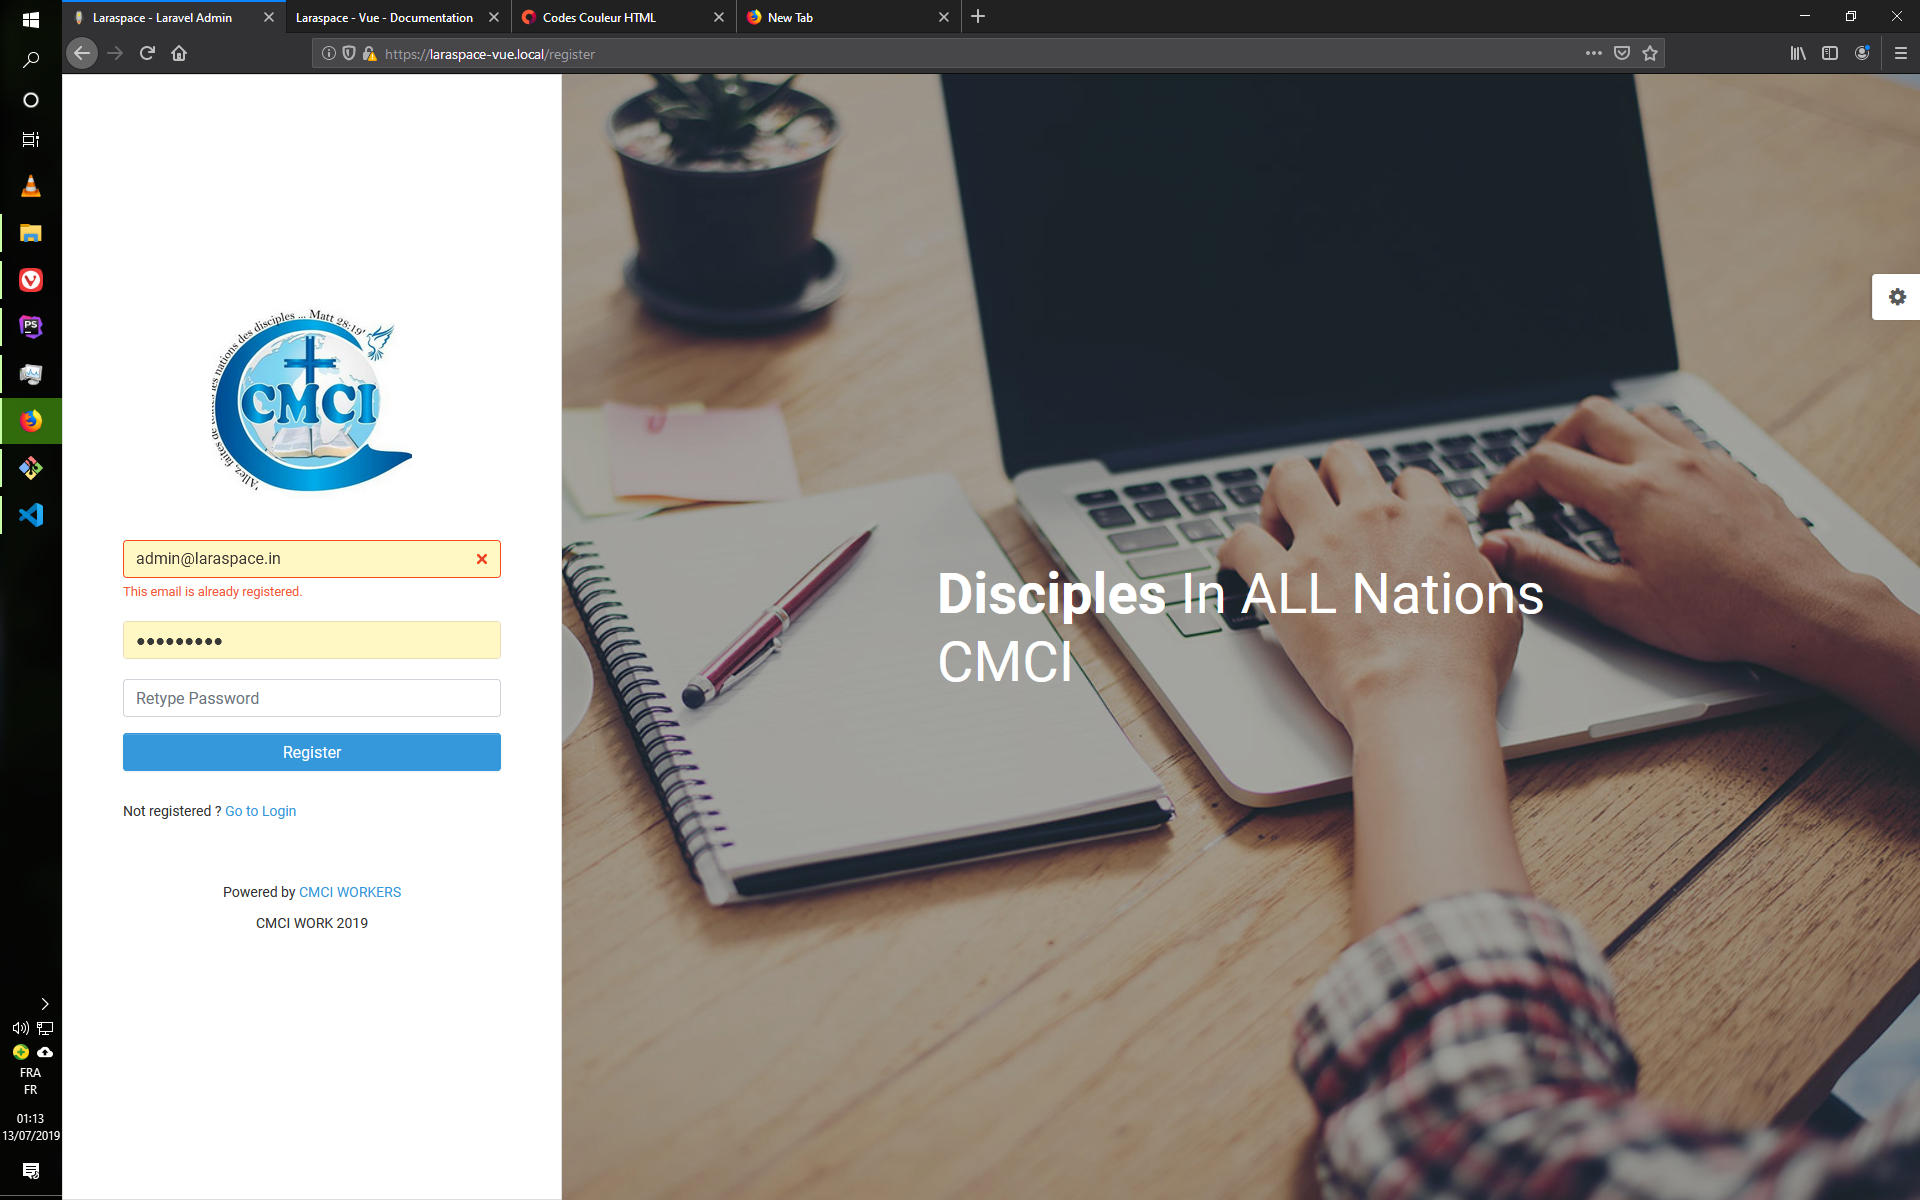 Laraspace - Laravel Admin
Laraspace - Vue - Documentation
Codes Couleur HTML
New Tab
https://laraspace-vue.local/register
'Allez, faites de toutes les nations des disciples ... Matt 28:19'
CMCI
admin@laraspace.in
This email is already registered.
Retype Password
Register
Not registered ? Go to Login
Powered by CMCI WORKERS
CMCI WORK 2019
Disciples In ALL Nations
CMCI
PS
FRA
FR
01:13
13/07/2019